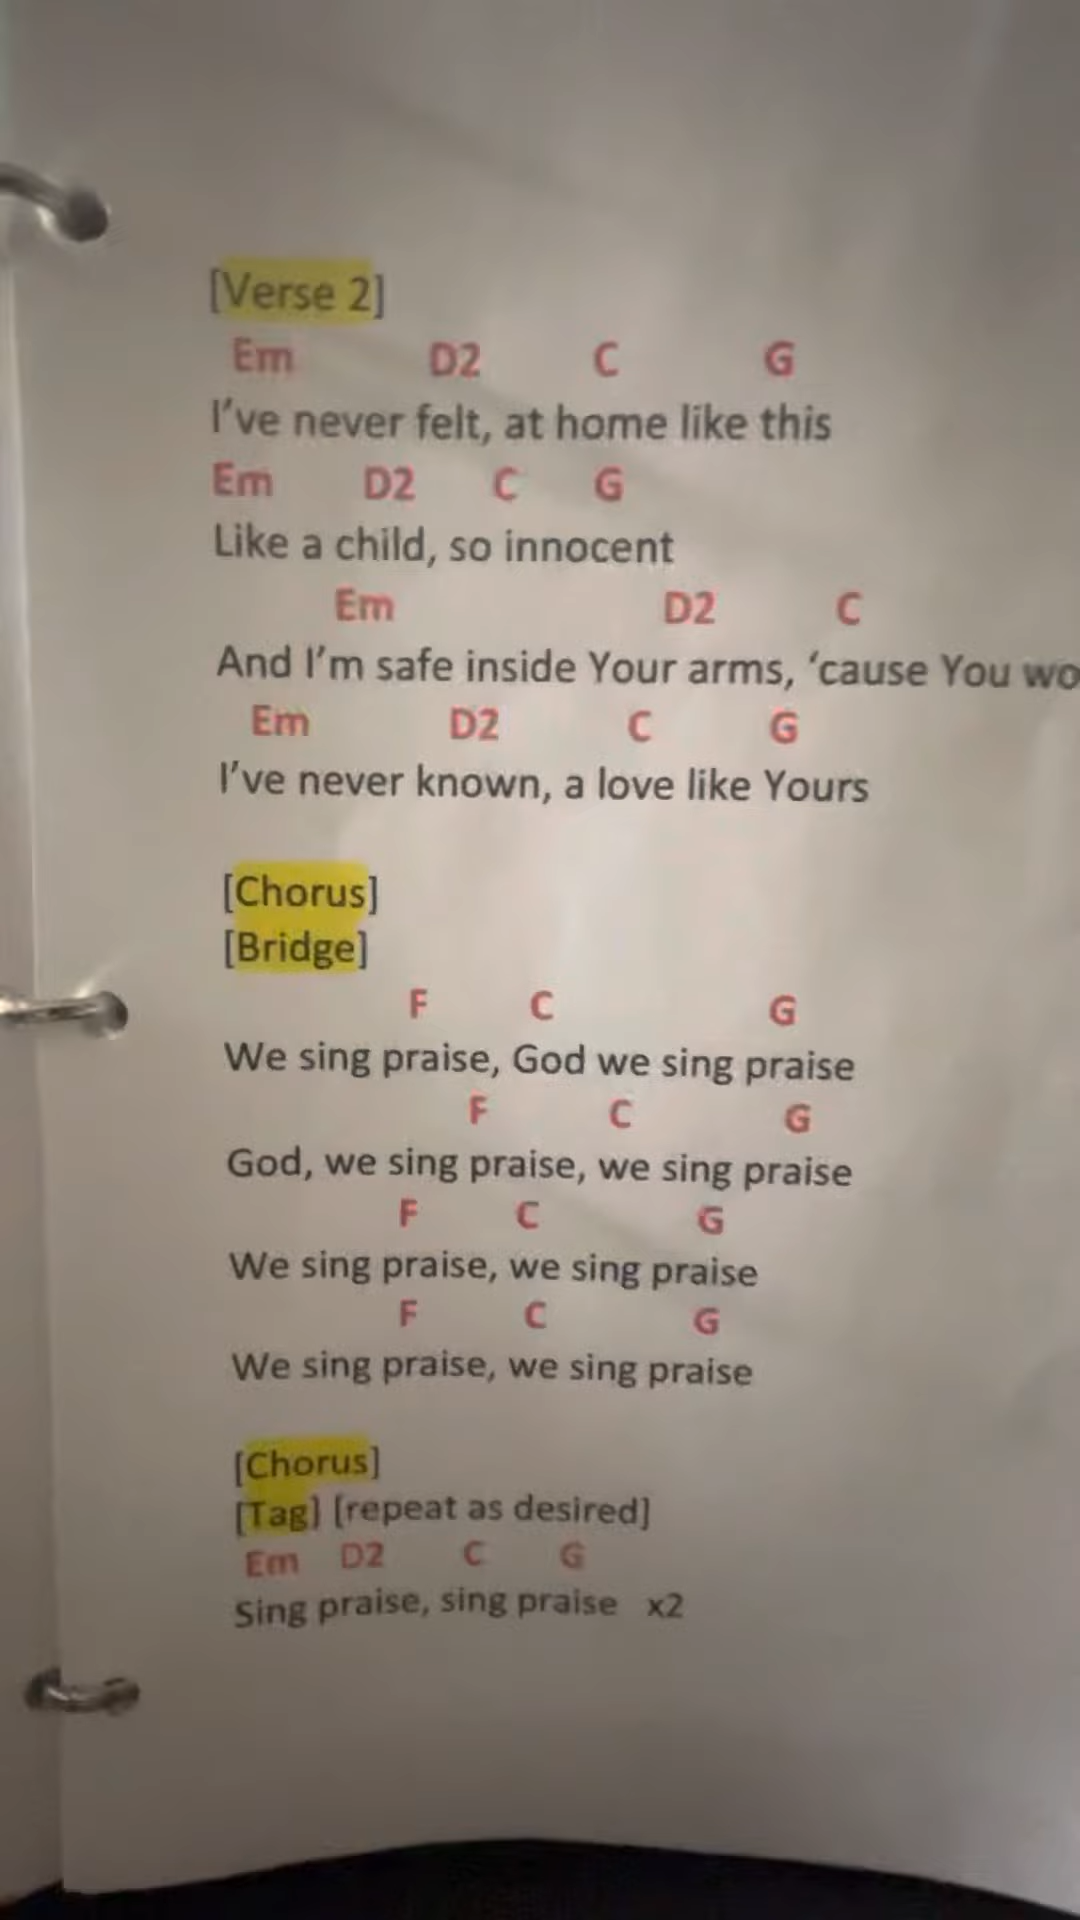 [Verse 2]
Em D2 C G
I've never felt, at home like this
Em D2 C G
Like a child, so innocent
Em D2 C
And I'm safe inside Your arms, 'cause You
Em D2 C G
I've never known, a love like Yours
[Chorus]
[Bridge]
F C G
We sing praise, God we sing praise
F C G
God, we sing praise, we sing praise
F C G
We sing praise, we sing praise
F C G
We sing praise, we sing praise
[Chorus]
[Tag] [repeat as desired]
Em D2 C G
Sing praise, sing praise x2